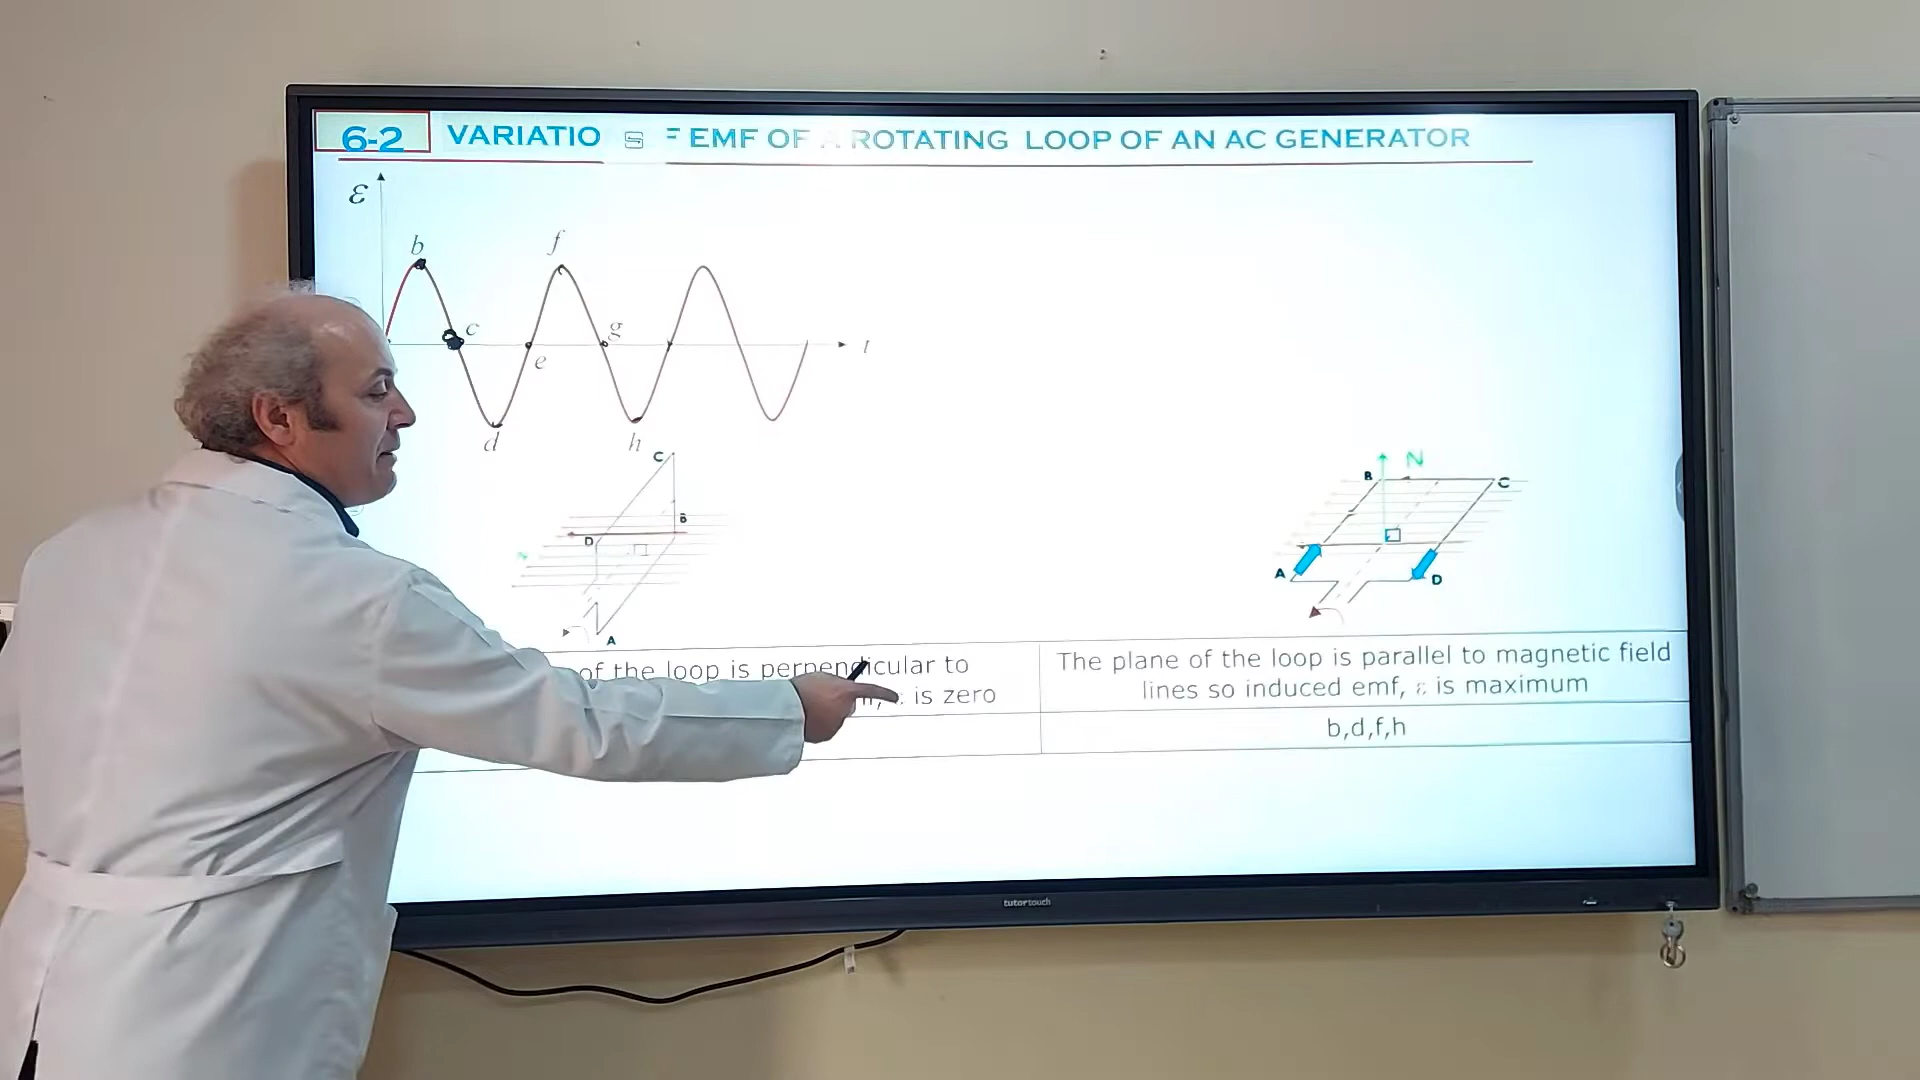 6-2 VARIATIO S F EMF OF A ROTATING LOOP OF AN AC GENERATOR
ε
b
f
c
g
e
t
d
h
C
B
D
A
N
B
C
A
D
of the loop is perpendicular to
ε is zero
The plane of the loop is parallel to magnetic field
lines so induced emf, ε is maximum
b,d,f,h
tutortouch